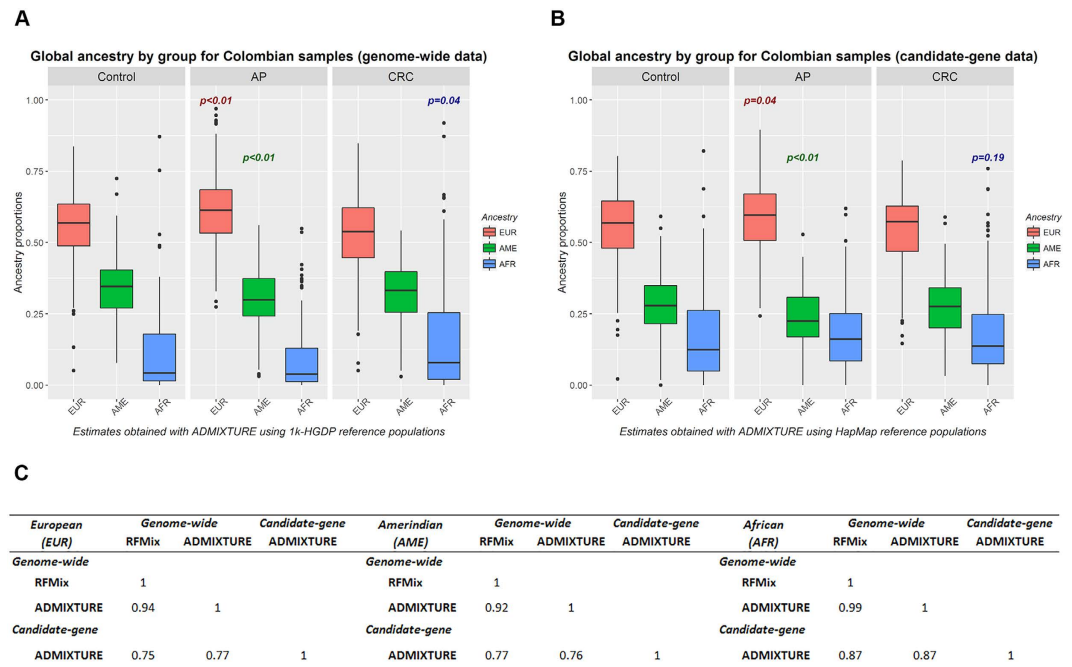 A
Global ancestry by group for Colombian samples (genome-wide data)
Control AP CRC
p<0.01
p<0.01
p=0.04
Ancestry proportions
1.00
0.75
0.50
0.25
0.00
EUR AME AFR EUR AME AFR EUR AME AFR
Ancestry
EUR
AME
AFR
Estimates obtained with ADMIXTURE using 1k-HGDP reference populations
B
Global ancestry by group for Colombian samples (candidate-gene data)
Control AP CRC
p=0.04
p<0.01
p=0.19
Ancestry proportions
1.00
0.75
0.50
0.25
0.00
EUR AME AFR EUR AME AFR EUR AME AFR
Ancestry
EUR
AME
AFR
Estimates obtained with ADMIXTURE using HapMap reference populations
C
European Genome-wide Candidate-gene Amerindian Genome-wide Candidate-gene African Genome-wide Candidate-gene
(EUR) RFMix ADMIXTURE ADMIXTURE (AME) RFMix ADMIXTURE ADMIXTURE (AFR) RFMix ADMIXTURE ADMIXTURE
Genome-wide Genome-wide Genome-wide
RFMix 1 RFMix 1 RFMix 1
ADMIXTURE 0.94 1 ADMIXTURE 0.92 1 ADMIXTURE 0.99 1
Candidate-gene Candidate-gene Candidate-gene
ADMIXTURE 0.75 0.77 1 ADMIXTURE 0.77 0.76 1 ADMIXTURE 0.87 0.87 1